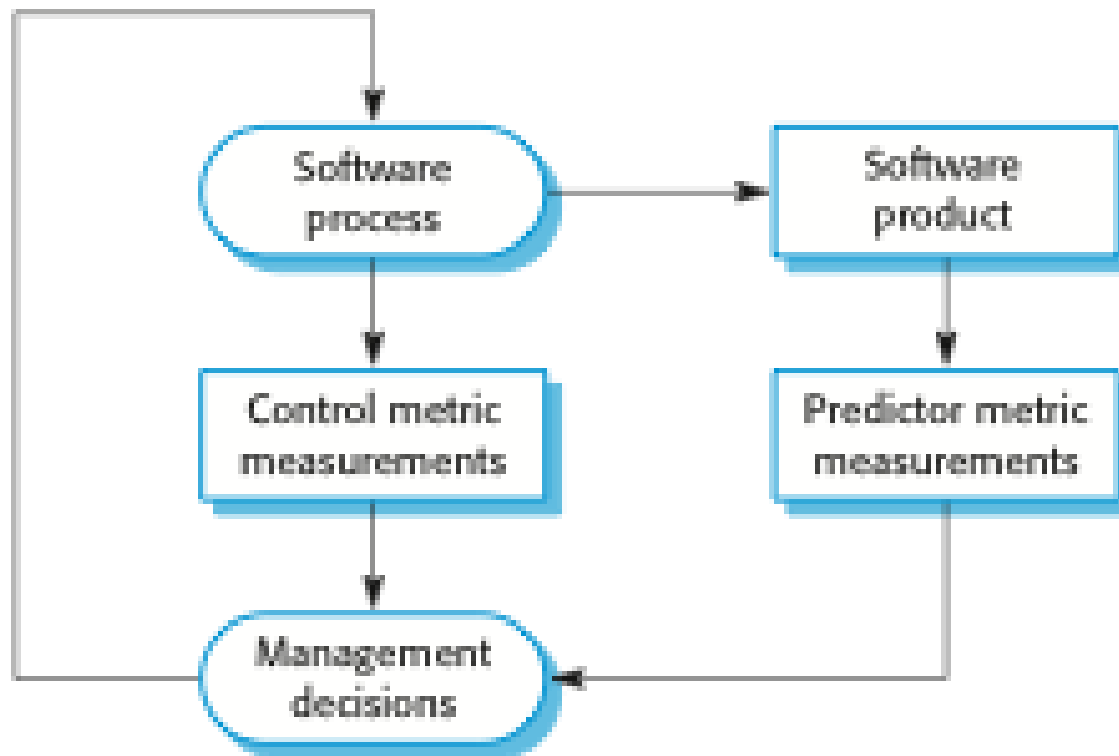 Software
process
Software
product
Control metric
measurements
Predictor metric
measurements
Management
decisions